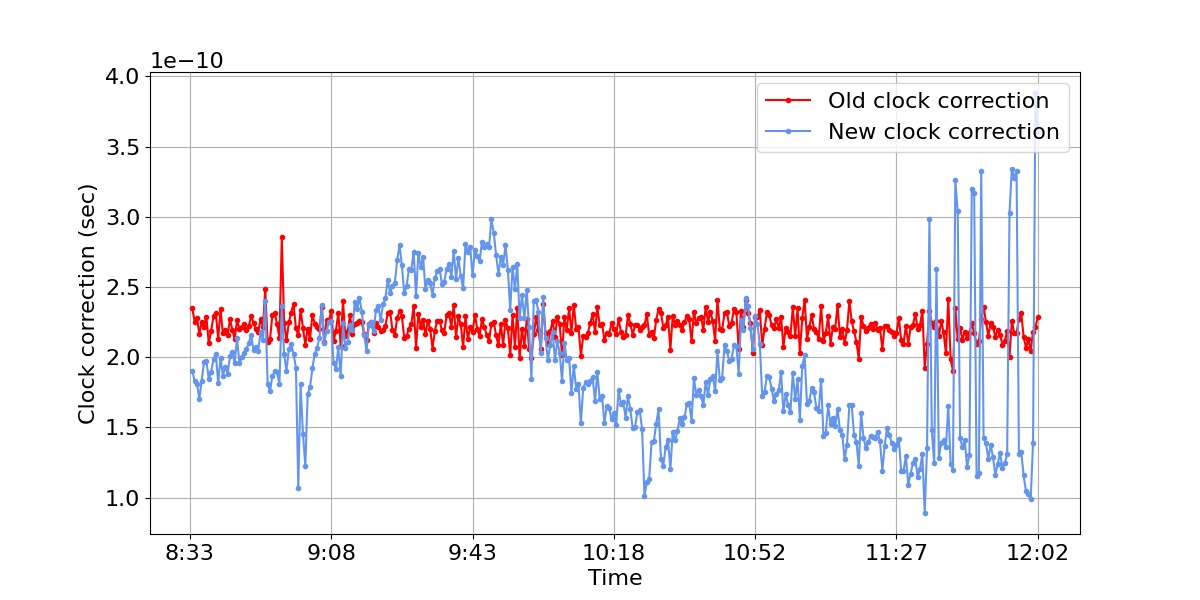 1e−10
4.0
3.5
3.0
2.5
2.0
1.5
1.0
Clock correction (sec)
Old clock correction
New clock correction
8:33 9:08 9:43 10:18 10:52 11:27 12:02
Time